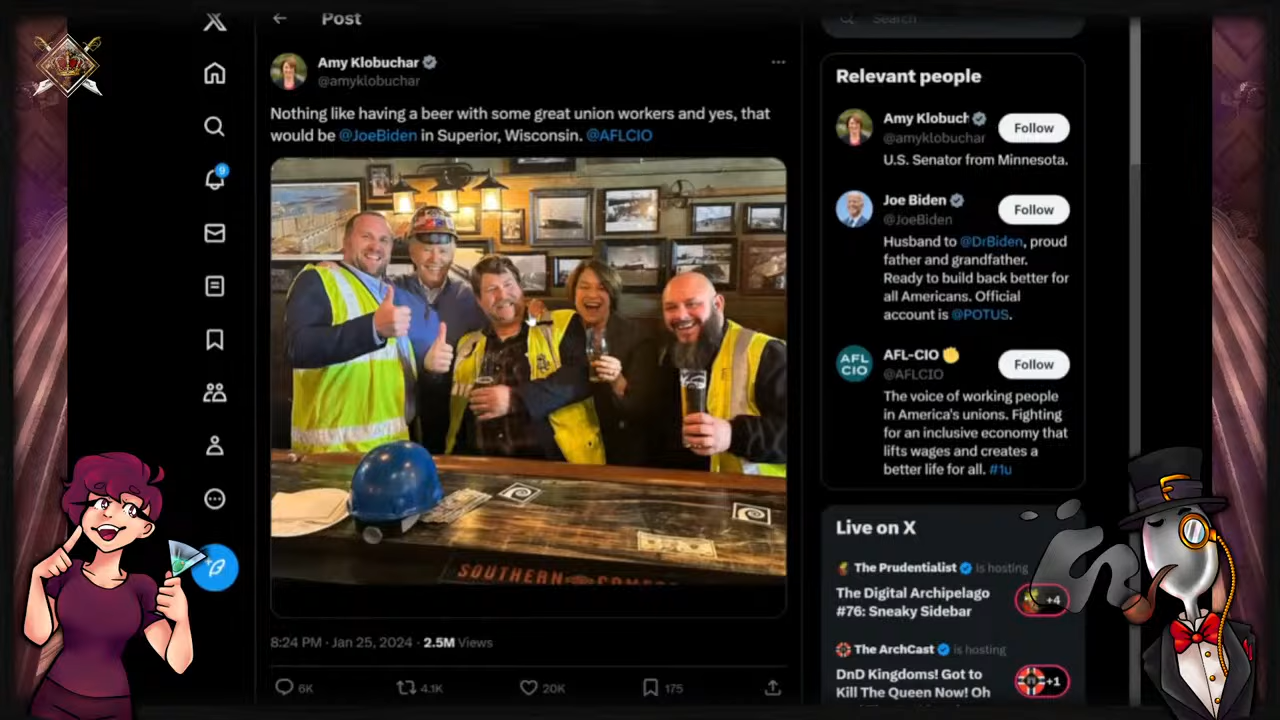 Post
Search
Amy Klobuchar
@amyklobuchar
Nothing like having a beer with some great union workers and yes, that
would be @JoeBiden in Superior, Wisconsin. @AFLCIO
SOUTHERN COMFORT
8:24 PM · Jan 25, 2024 · 2.5M Views
6K
4.1K
20K
175
9
Relevant people
Amy Klobuch
@amyklobuchar
Follow
U.S. Senator from Minnesota.
Joe Biden
@JoeBiden
Follow
Husband to @DrBiden, proud
father and grandfather.
Ready to build back better for
all Americans. Official
account is @POTUS.
AFL
CIO
AFL-CIO
@AFLCIO
Follow
The voice of working people
in America's unions. Fighting
for an inclusive economy that
lifts wages and creates a
better life for all. #1u
Live on X
The Prudentialist is hosting
The Digital Archipelago
#76: Sneaky Sidebar
+4
The ArchCast is hosting
DnD Kingdoms! Got to
Kill The Queen Now! Oh
+1
F